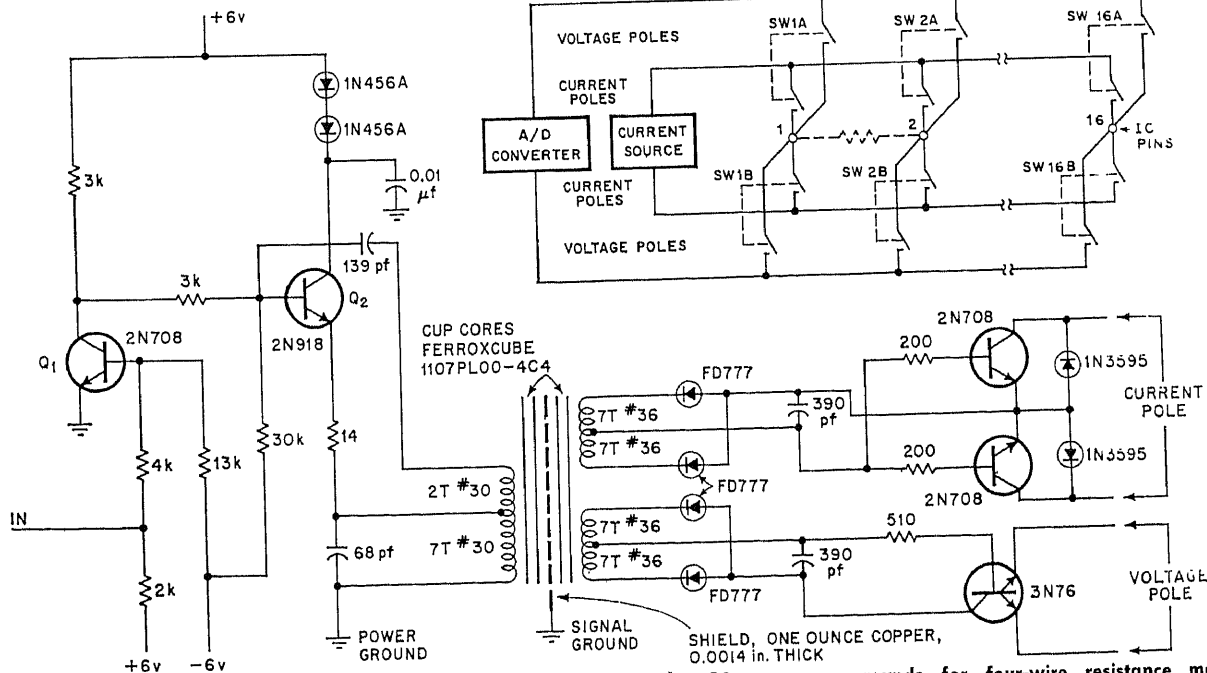 +6v
1N456A
1N456A
3k
0.01
µf
139 pf
3k
Q2
2N708
2N918
Q1
30k
14
4k
13k
IN
68 pf
2k
+6v
-6v
POWER
GROUND
CUP CORES
FERROXCUBE
1107PL00-4C4
2T #30
7T #30
7T #36
7T #36
7T #36
7T #36
FD777
FD777
FD777
390
pf
390
pf
SIGNAL
GROUND
SHIELD, ONE OUNCE COPPER,
0.0014 in. THICK
200
200
510
2N708
2N708
1N3595
1N3595
CURRENT
POLE
3N76
VOLTAGE
POLE
VOLTAGE POLES
CURRENT
POLES
A/D
CONVERTER
CURRENT
SOURCE
CURRENT
POLES
VOLTAGE POLES
SW1A
SW 2A
SW 16A
1
2
16
IC
PINS
SW1B
SW 2B
SW16B
for four-wire resistance